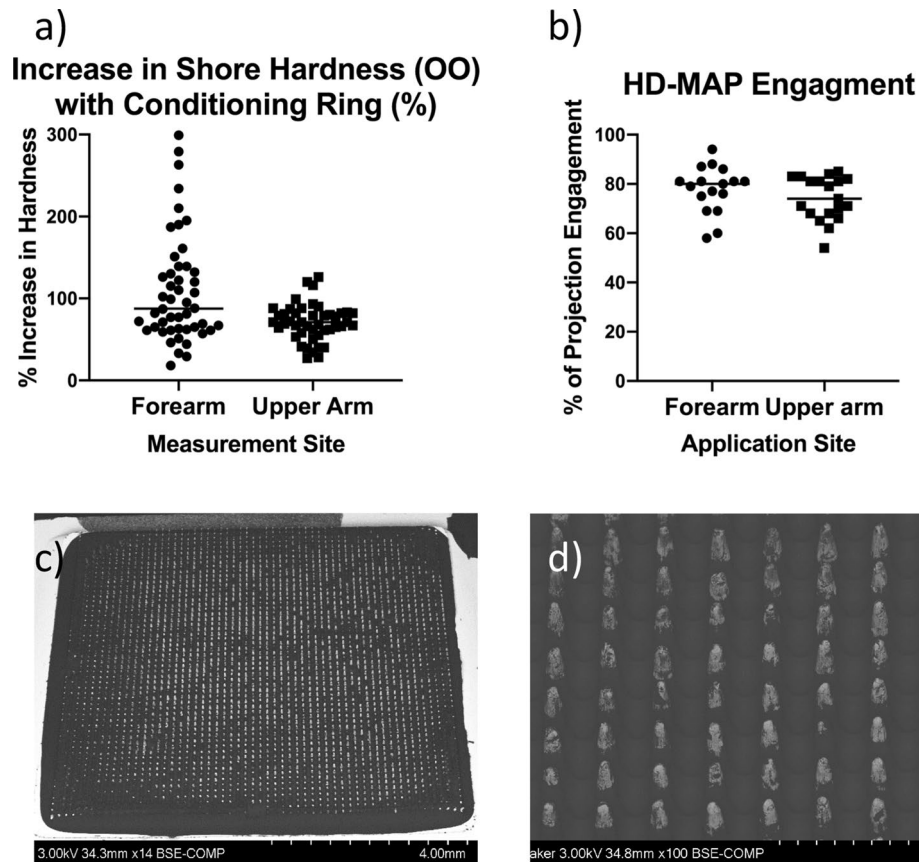 a)
Increase in Shore Hardness (OO)
with Conditioning Ring (%)
% Increase in Hardness
300
200
100
0
Forearm Upper Arm
Measurement Site
b)
HD-MAP Engagment
% of Projection Engagement
100
80
60
40
20
0
Forearm Upper arm
Application Site
c)
3.00kV 34.3mm x14 BSE-COMP 4.00mm
d)
aker 3.00kV 34.8mm x100 BSE-COMP